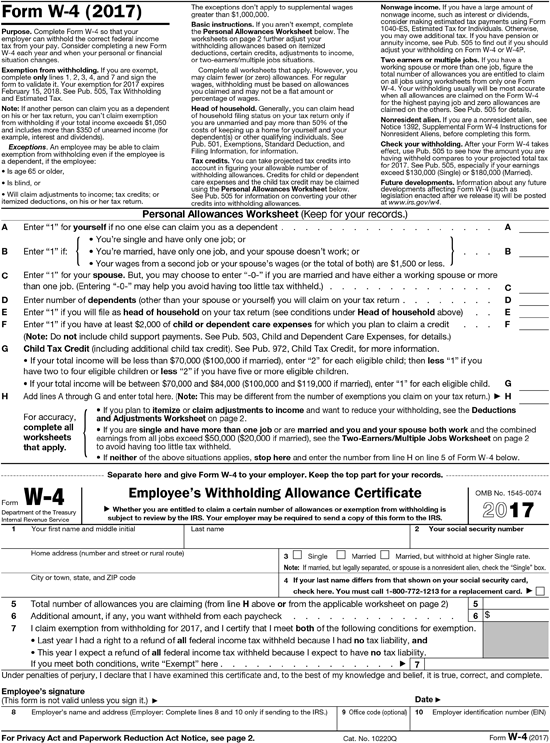 Form W-4 (2017)
Purpose. Complete Form W-4 so that your
employer can withhold the correct federal income
tax from your pay. Consider completing a new Form
W-4 each year and when your personal or financial
situation changes.
Exemption from withholding. If you are exempt,
complete only lines 1, 2, 3, 4, and 7 and sign the
form to validate it. Your exemption for 2017 expires
February 15, 2018. See Pub. 505, Tax Withholding
and Estimated Tax.
Note: If another person can claim you as a dependent
on his or her tax return, you can't claim exemption
from withholding if your total income exceeds $1,050
and includes more than $350 of unearned income (for
example, interest and dividends).
Exceptions. An employee may be able to claim
exemption from withholding even if the employee is
a dependent, if the employee:
• Is age 65 or older,
• Is blind, or
• Will claim adjustments to income; tax credits; or
itemized deductions, on his or her tax return.
The exceptions don't apply to supplemental wages
greater than $1,000,000.
Basic instructions. If you aren't exempt, complete
the Personal Allowances Worksheet below. The
worksheets on page 2 further adjust your
withholding allowances based on itemized
deductions, certain credits, adjustments to income,
or two-earners/multiple jobs situations.
Complete all worksheets that apply. However, you
may claim fewer (or zero) allowances. For regular
wages, withholding must be based on allowances
you claimed and may not be a flat amount or
percentage of wages.
Head of household. Generally, you can claim head
of household filing status on your tax return only if
you are unmarried and pay more than 50% of the
costs of keeping up a home for yourself and your
dependent(s) or other qualifying individuals. See
Pub. 501, Exemptions, Standard Deduction, and
Filing Information, for information.
Tax credits. You can take projected tax credits into
account in figuring your allowable number of
withholding allowances. Credits for child or dependent
care expenses and the child tax credit may be claimed
using the Personal Allowances Worksheet below.
See Pub. 505 for information on converting your other
credits into withholding allowances.
Nonwage income. If you have a large amount of
nonwage income, such as interest or dividends,
consider making estimated tax payments using Form
1040-ES, Estimated Tax for Individuals. Otherwise,
you may owe additional tax. If you have pension or
annuity income, see Pub. 505 to find out if you should
adjust your withholding on Form W-4 or W-4P.
Two earners or multiple jobs. If you have a
working spouse or more than one job, figure the
total number of allowances you are entitled to claim
on all jobs using worksheets from only one Form
W-4. Your withholding usually will be most accurate
when all allowances are claimed on the Form W-4
for the highest paying job and zero allowances are
claimed on the others. See Pub. 505 for details.
Nonresident alien. If you are a nonresident alien, see
Notice 1392, Supplemental Form W-4 Instructions for
Nonresident Aliens, before completing this form.
Check your withholding. After your Form W-4 takes
effect, use Pub. 505 to see how the amount you are
having withheld compares to your projected total tax
for 2017. See Pub. 505, especially if your earnings
exceed $130,000 (Single) or $180,000 (Married).
Future developments. Information about any future
developments affecting Form W-4 (such as
legislation enacted after we release it) will be posted
at www.irs.gov/w4.
Personal Allowances Worksheet (Keep for your records.)
A Enter "1" for yourself if no one else can claim you as a dependent . . . . . . . . . . . . . . . . . . A
B Enter "1" if: { • You're single and have only one job; or
• You're married, have only one job, and your spouse doesn't work; or } . . . B
• Your wages from a second job or your spouse's wages (or the total of both) are $1,500 or less.
C Enter "1" for your spouse. But, you may choose to enter "-0-" if you are married and have either a working spouse or more
than one job. (Entering "-0-" may help you avoid having too little tax withheld.) . . . . . . . . . . . . . . C
D Enter number of dependents (other than your spouse or yourself) you will claim on your tax return . . . . . . . . D
E Enter "1" if you will file as head of household on your tax return (see conditions under Head of household above) . . E
F Enter "1" if you have at least $2,000 of child or dependent care expenses for which you plan to claim a credit . . . F
(Note: Do not include child support payments. See Pub. 503, Child and Dependent Care Expenses, for details.)
G Child Tax Credit (including additional child tax credit). See Pub. 972, Child Tax Credit, for more information.
• If your total income will be less than $70,000 ($100,000 if married), enter "2" for each eligible child; then less "1" if you
have two to four eligible children or less "2" if you have five or more eligible children.
• If your total income will be between $70,000 and $84,000 ($100,000 and $119,000 if married), enter "1" for each eligible child. G
H Add lines A through G and enter total here. (Note: This may be different from the number of exemptions you claim on your tax return.) ▶ H
For accuracy,
complete all
worksheets
that apply.
• If you plan to itemize or claim adjustments to income and want to reduce your withholding, see the Deductions
and Adjustments Worksheet on page 2.
• If you are single and have more than one job or are married and you and your spouse both work and the combined
earnings from all jobs exceed $50,000 ($20,000 if married), see the Two-Earners/Multiple Jobs Worksheet on page 2
to avoid having too little tax withheld.
• If neither of the above situations applies, stop here and enter the number from line H on line 5 of Form W-4 below.
Separate here and give Form W-4 to your employer. Keep the top part for your records.
Form W-4
Department of the Treasury
Internal Revenue Service
Employee's Withholding Allowance Certificate
▶ Whether you are entitled to claim a certain number of allowances or exemption from withholding is
subject to review by the IRS. Your employer may be required to send a copy of this form to the IRS.
OMB No. 1545-0074
2017
1 Your first name and middle initial Last name 2 Your social security number
Home address (number and street or rural route)
3 Single Married Married, but withhold at higher Single rate.
Note: If married, but legally separated, or spouse is a nonresident alien, check the "Single" box.
City or town, state, and ZIP code
4 If your last name differs from that shown on your social security card,
check here. You must call 1-800-772-1213 for a replacement card. ▶
5 Total number of allowances you are claiming (from line H above or from the applicable worksheet on page 2) 5
6 Additional amount, if any, you want withheld from each paycheck . . . . . . . . . . . . . . 6 $
7 I claim exemption from withholding for 2017, and I certify that I meet both of the following conditions for exemption.
• Last year I had a right to a refund of all federal income tax withheld because I had no tax liability, and
• This year I expect a refund of all federal income tax withheld because I expect to have no tax liability.
If you meet both conditions, write "Exempt" here . . . . . . . . . . . . . . . ▶ 7
Under penalties of perjury, I declare that I have examined this certificate and, to the best of my knowledge and belief, it is true, correct, and complete.
Employee's signature
(This form is not valid unless you sign it.) ▶ Date ▶
8 Employer's name and address (Employer: Complete lines 8 and 10 only if sending to the IRS.) 9 Office code (optional) 10 Employer identification number (EIN)
For Privacy Act and Paperwork Reduction Act Notice, see page 2. Cat. No. 10220Q Form W-4 (2017)